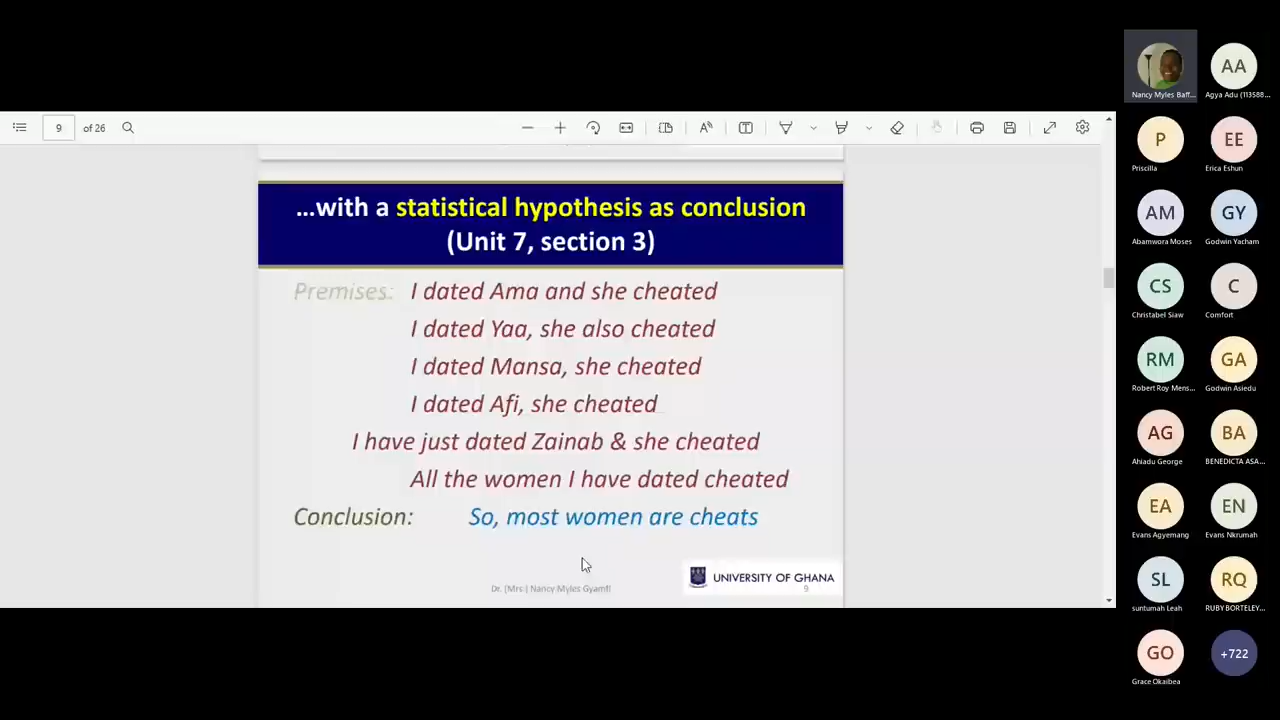 9 of 26
…with a statistical hypothesis as conclusion
(Unit 7, section 3)
Premises: I dated Ama and she cheated
I dated Yaa, she also cheated
I dated Mansa, she cheated
I dated Afi, she cheated
I have just dated Zainab & she cheated
All the women I have dated cheated
Conclusion: So, most women are cheats
Dr. (Mrs.) Nancy Myles Gyamfi
UNIVERSITY OF GHANA
9
AA
Nancy Myles Baff...
Agya Adu (113588...
P
EE
Priscilla
Erica Eshun
AM
GY
Abamwora Moses
Godwin Yacham
CS
C
Christabel Siaw
Comfort
RM
GA
Robert Roy Mens...
Godwin Asiedu
AG
BA
Ahiadu George
BENEDICTA ASA...
EA
EN
Evans Agyemang
Evans Nkrumah
SL
RQ
suntumah Leah
RUBY BORTELEY...
GO
+722
Grace Okaibea